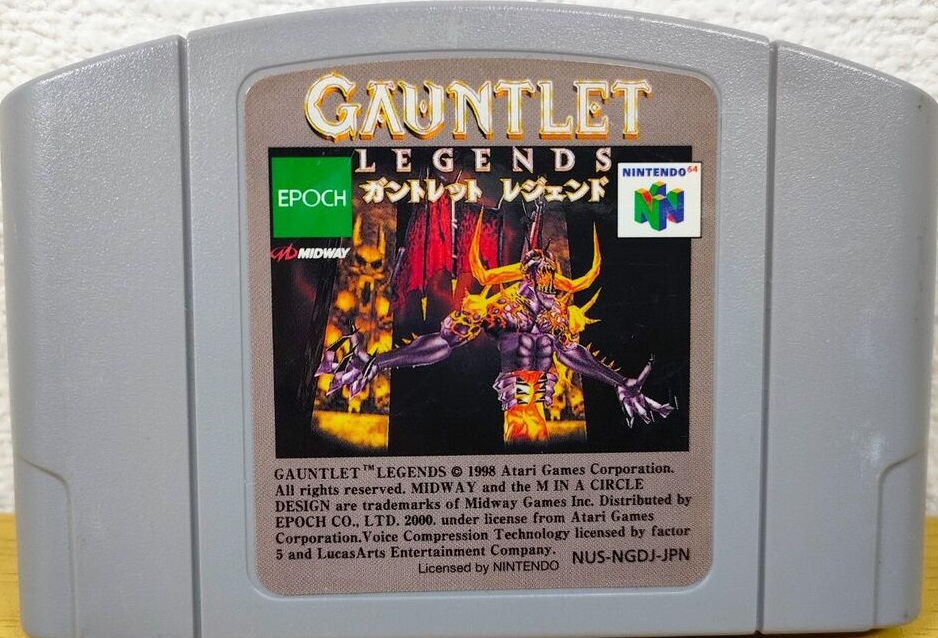 GAUNTLET
LEGENDS
ガントレット レジェンド
EPOCH
MIDWAY
NINTENDO64
GAUNTLET™ LEGENDS © 1998 Atari Games Corporation.
All rights reserved. MIDWAY and the M IN A CIRCLE
DESIGN are trademarks of Midway Games Inc. Distributed by
EPOCH CO., LTD. 2000. under license from Atari Games
Corporation.Voice Compression Technology licensed by factor
5 and LucasArts Entertainment Company.
Licensed by NINTENDO
NUS-NGDJ-JPN